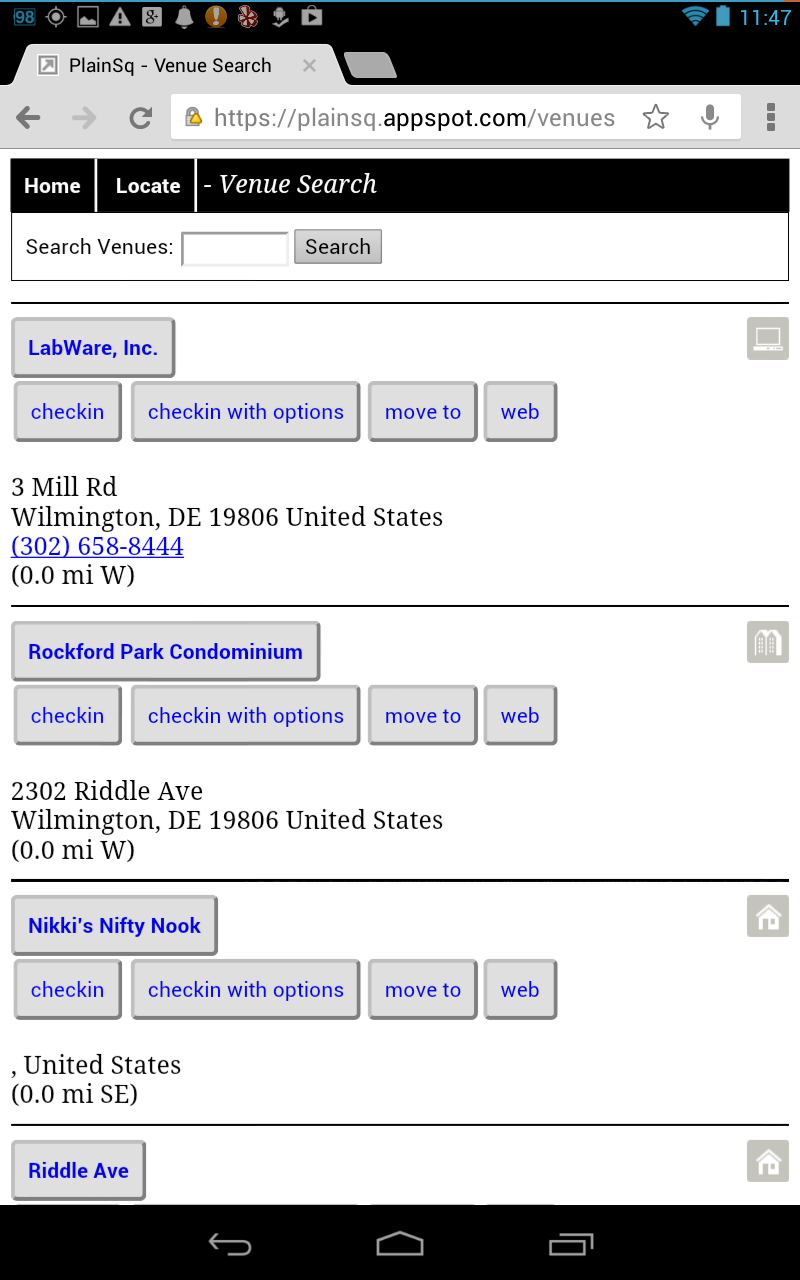 98
11:47
PlainSq - Venue Search
https://plainsq.appspot.com/venues
Home Locate - Venue Search
Search Venues: Search
LabWare, Inc.
checkin checkin with options move to web
3 Mill Rd
Wilmington, DE 19806 United States
(302) 658-8444
(0.0 mi W)
Rockford Park Condominium
checkin checkin with options move to web
2302 Riddle Ave
Wilmington, DE 19806 United States
(0.0 mi W)
Nikki's Nifty Nook
checkin checkin with options move to web
, United States
(0.0 mi SE)
Riddle Ave